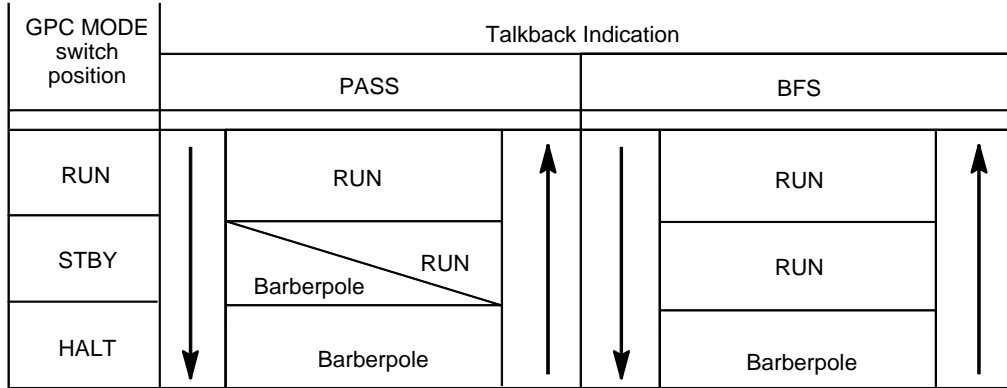 GPC MODE
switch
position
Talkback Indication
PASS
BFS
RUN
RUN
RUN
STBY
Barberpole
RUN
RUN
HALT
Barberpole
Barberpole